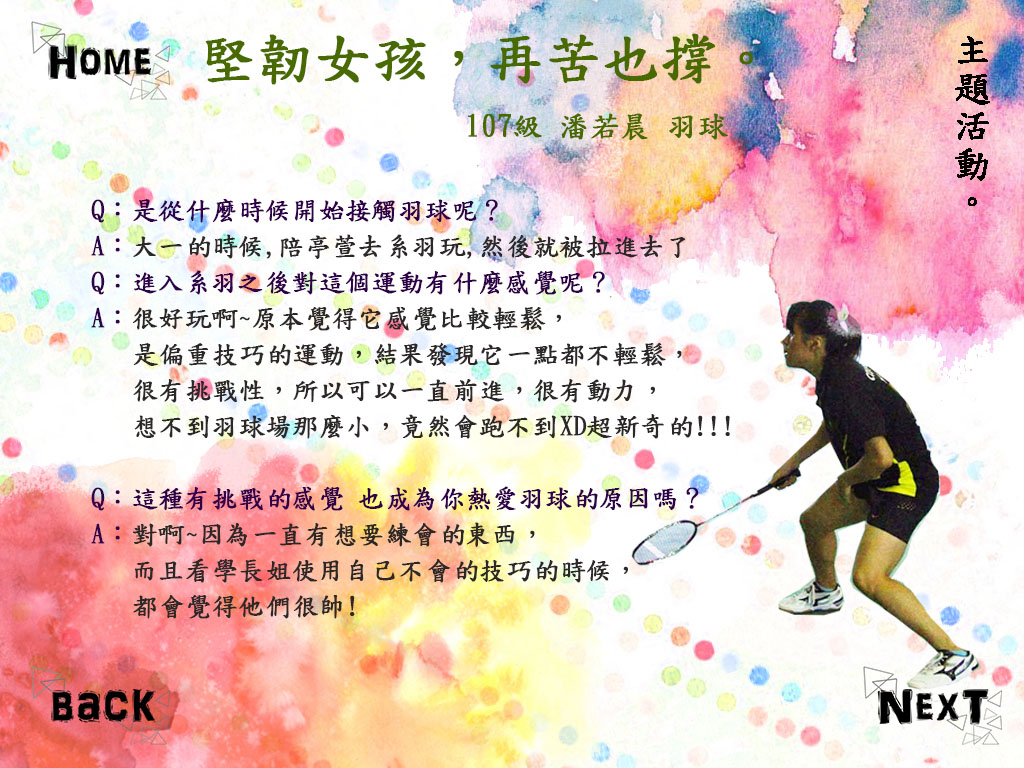 HOME
堅韌女孩，再苦也撐。
107級 潘若晨 羽球
主題活動。
Q：是從什麼時候開始接觸羽球呢？
A：大一的時候,陪亭萱去系羽玩,然後就被拉進去了
Q：進入系羽之後對這個運動有什麼感覺呢？
A：很好玩啊~原本覺得它感覺比較輕鬆，
是偏重技巧的運動，結果發現它一點都不輕鬆，
很有挑戰性，所以可以一直前進，很有動力，
想不到羽球場那麼小，竟然會跑不到XD超新奇的!!!
Q：這種有挑戰的感覺 也成為你熱愛羽球的原因嗎？
A：對啊~因為一直有想要練會的東西，
而且看學長姐使用自己不會的技巧的時候，
都會覺得他們很帥!
BACK
NEXT